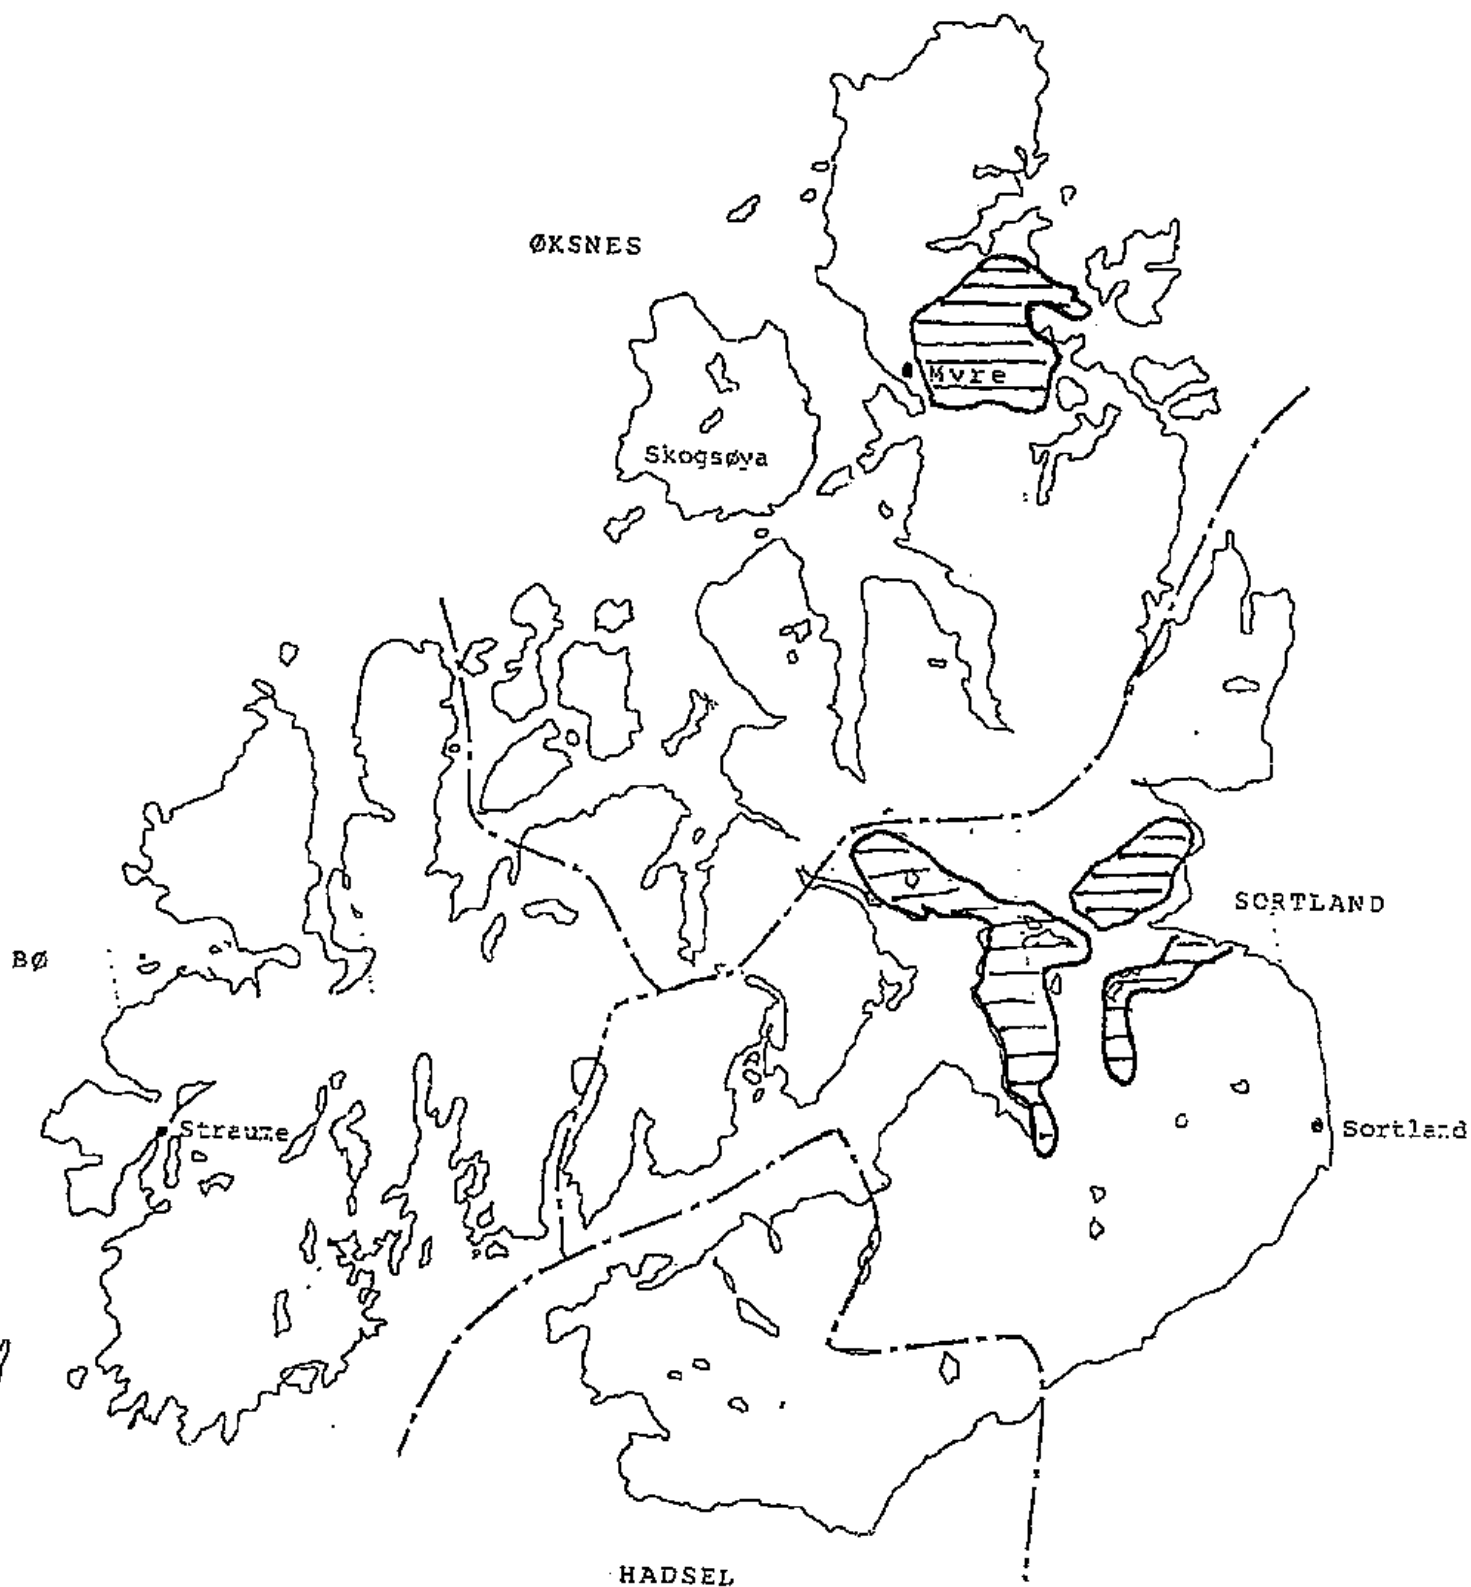 ØKSNES
Myre
Skogsøya
SORTLAND
BØ
Straume
Sortland
HADSEL